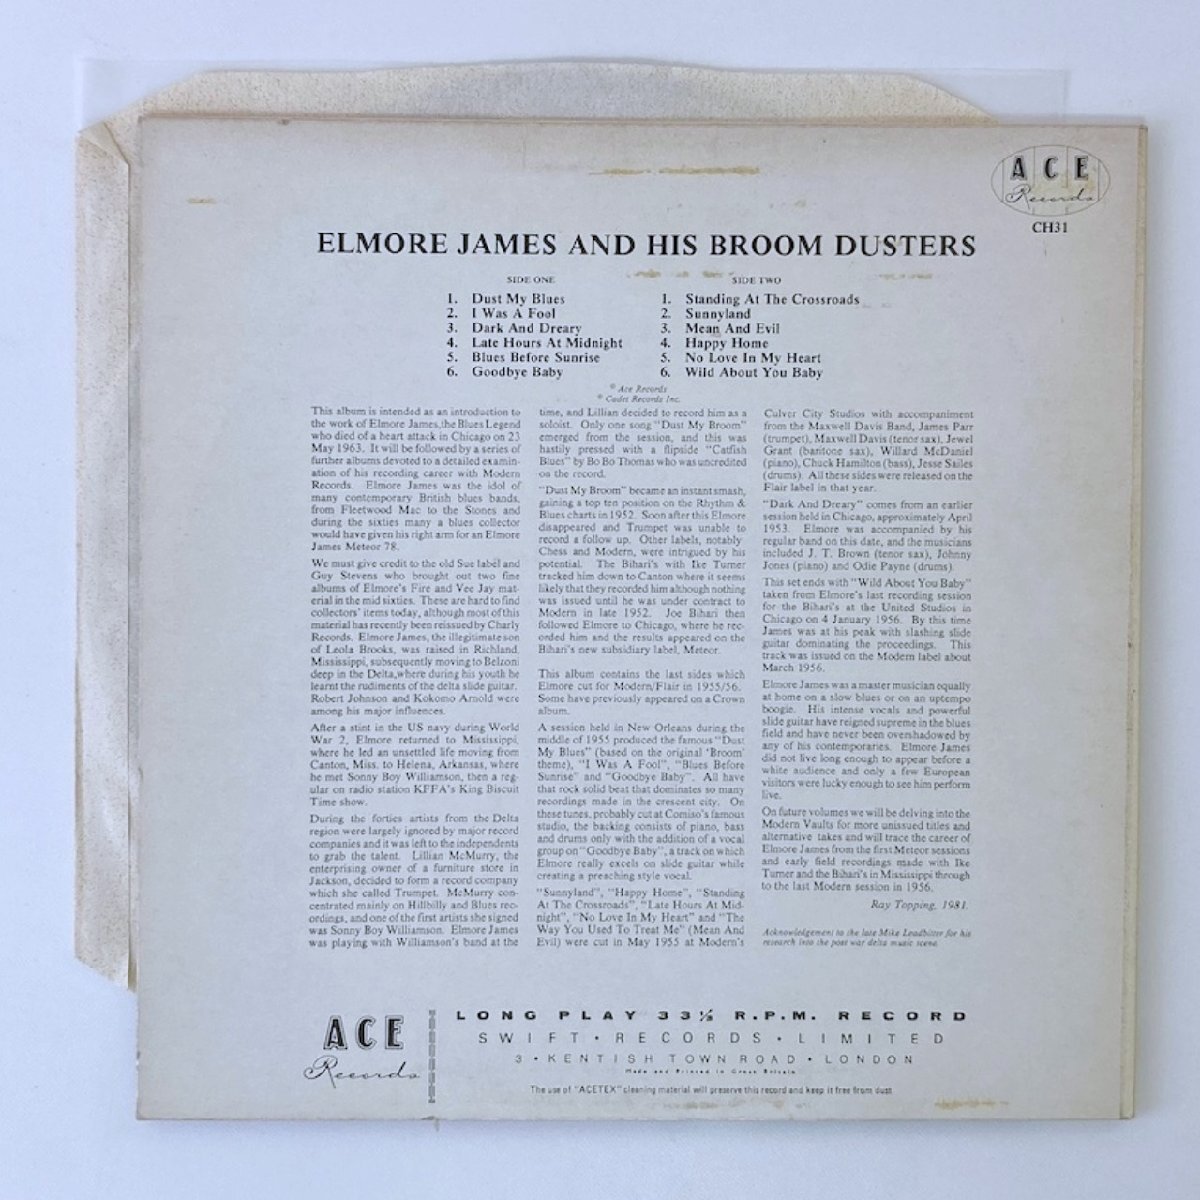 ACE
Records
CH31
ELMORE JAMES AND HIS BROOM DUSTERS
SIDE ONE
1. Dust My Blues
2. I Was A Fool
3. Dark And Dreary
4. Late Hours At Midnight
5. Blues Before Sunrise
6. Goodbye Baby
SIDE TWO
1. Standing At The Crossroads
2. Sunnyland
3. Mean And Evil
4. Happy Home
5. No Love In My Heart
6. Wild About You Baby
℗ Ace Records
© Cadet Records Inc.
This album is intended as an introduction to
the work of Elmore James,the Blues Legend
who died of a heart attack in Chicago on 23
May 1963. It will be followed by a series of
further albums devoted to a detailed examin-
ation of his recording career with Modern
Records. Elmore James was the idol of
many contemporary British blues bands,
from Fleetwood Mac to the Stones and
during the sixties many a blues collector
would have given his right arm for an Elmore
James Meteor 78.
We must give credit to the old Sue label and
Guy Stevens who brought out two fine
albums of Elmore's Fire and Vee Jay mat-
erial in the mid sixties. These are hard to find
collectors' items today, although most of this
material has recently been reissued by Charly
Records. Elmore James, the illegitimate son
of Leola Brooks, was raised in Richland,
Mississippi, subsequently moving to Belzoni
deep in the Delta,where during his youth he
learnt the rudiments of the delta slide guitar.
Robert Johnson and Kokomo Arnold were
among his major influences.
After a stint in the US navy during World
War 2, Elmore returned to Mississippi,
where he led an unsettled life moving from
Canton, Miss. to Helena, Arkansas, where
he met Sonny Boy Williamson, then a reg-
ular on radio station KFFA's King Biscuit
Time show.
During the forties artists from the Delta
region were largely ignored by major record
companies and it was left to the independents
to grab the talent. Lillian McMurry, the
enterprising owner of a furniture store in
Jackson, decided to form a record company
which she called Trumpet. McMurry con-
centrated mainly on Hillbilly and Blues rec-
ordings, and one of the first artists she signed
was Sonny Boy Williamson. Elmore James
was playing with Williamson's band at the
time, and Lillian decided to record him as a
soloist. Only one song "Dust My Broom"
emerged from the session, and this was
hastily pressed with a flipside "Catfish
Blues" by Bo Bo Thomas who was uncredited
on the record.
"Dust My Broom" became an instant smash,
gaining a top ten position on the Rhythm &
Blues charts in 1952. Soon after this Elmore
disappeared and Trumpet was unable to
record a follow up. Other labels, notably
Chess and Modern, were intrigued by his
potential. The Bihari's with Ike Turner
tracked him down to Canton where it seems
likely that they recorded him although nothing
was issued until he was under contract to
Modern in late 1952. Joe Bihari then
followed Elmore to Chicago, where he rec-
orded him and the results appeared on the
Bihari's new subsidiary label, Meteor.
This album contains the last sides which
Elmore cut for Modern/Flair in 1955/56.
Some have previously appeared on a Crown
album.
A session held in New Orleans during the
middle of 1955 produced the famous "Dust
My Blues" (based on the original 'Broom'
theme), "I Was A Fool", "Blues Before
Sunrise" and "Goodbye Baby". All have
that rock solid beat that dominates so many
recordings made in the crescent city. On
these tunes, probably cut at Comiso's famous
studio, the backing consists of piano, bass
and drums only with the addition of a vocal
group on "Goodbye Baby", a track on which
Elmore really excels on slide guitar while
creating a preaching style vocal.
"Sunnyland", "Happy Home", "Standing
At The Crossroads", "Late Hours At Mid-
night", "No Love In My Heart" and "The
Way You Used To Treat Me" (Mean And
Evil) were cut in May 1955 at Modern's
Culver City Studios with accompaniment
from the Maxwell Davis Band, James Parr
(trumpet), Maxwell Davis (tenor sax), Jewel
Grant (baritone sax), Willard McDaniel
(piano), Chuck Hamilton (bass), Jesse Sailes
(drums). All these sides were released on the
Flair label in that year.
"Dark And Dreary" comes from an earlier
session held in Chicago, approximately April
1953. Elmore was accompanied by his
regular band on this date, and the musicians
included J. T. Brown (tenor sax), Johnny
Jones (piano) and Odie Payne (drums).
This set ends with "Wild About You Baby"
taken from Elmore's last recording session
for the Bihari's at the United Studios in
Chicago on 4 January 1956. By this time
James was at his peak with slashing slide
guitar dominating the proceedings. This
track was issued on the Modern label about
March 1956.
Elmore James was a master musician equally
at home on a slow blues or on an uptempo
boogie. His intense vocals and powerful
slide guitar have reigned supreme in the blues
field and have never been overshadowed by
any of his contemporaries. Elmore James
did not live long enough to appear before a
white audience and only a few European
visitors were lucky enough to see him perform
live.
On future volumes we will be delving into the
Modern Vaults for more unissued titles and
alternative takes and will trace the career of
Elmore James from the first Meteor sessions
and early field recordings made with Ike
Turner and the Bihari's in Mississippi through
to the last Modern session in 1956.
Ray Topping, 1981.
Acknowledgement to the late Mike Leadbitter for his
research into the post war delta music scene.
ACE
Records
LONG PLAY 33⅓ R.P.M. RECORD
SWIFT • RECORDS • LIMITED
3 • KENTISH TOWN ROAD • LONDON
Made and Printed in Great Britain
The use of "ACETEX" cleaning material will preserve this record and keep it free from dust